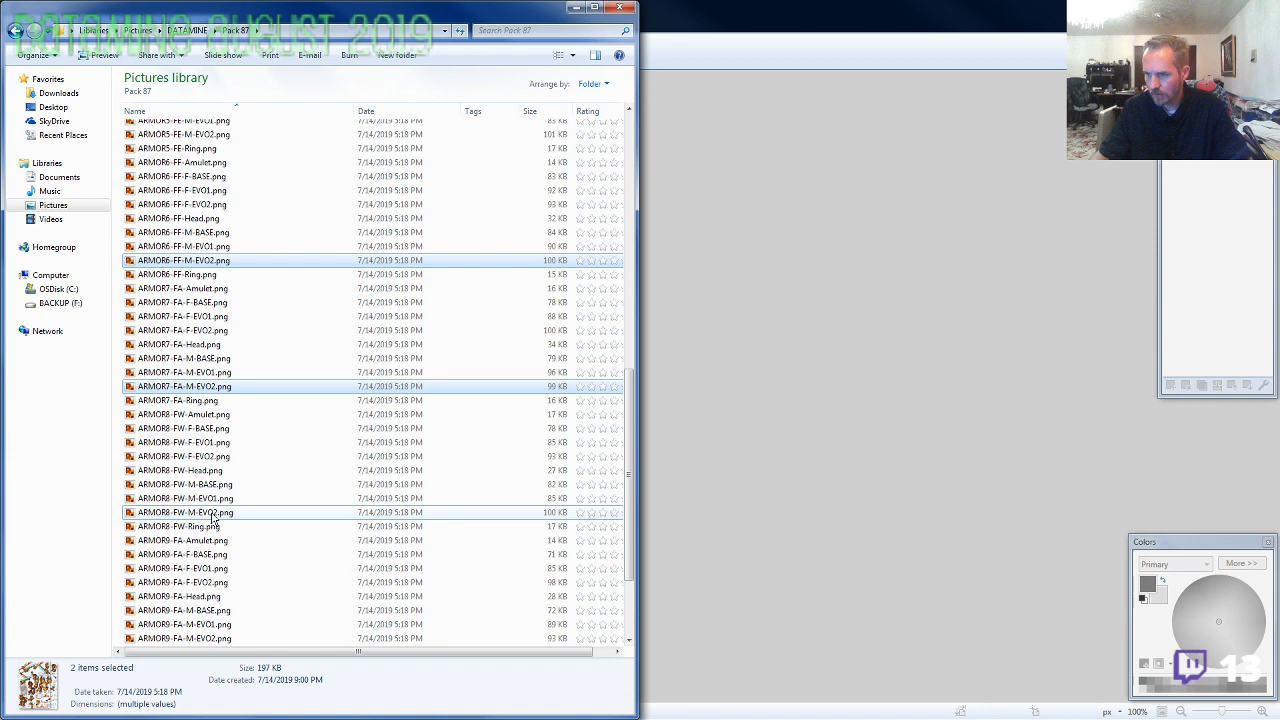 DATAMINE AUGUST 2019
Libraries Pictures DATAMINE Pack 87
Search Pack 87
Organize Preview Share with Slide show Print E-mail Burn New folder
Pictures library
Pack 87
Arrange by: Folder
Name Date Tags Size Rating
Favorites
Downloads
Desktop
SkyDrive
Recent Places
Libraries
Documents
Music
Pictures
Videos
Homegroup
Computer
OSDisk (C:)
BACKUP (F:)
Network
ARMOR5-FE-M-EVO1.png 7/14/2019 5:18 PM 83 KB
ARMOR5-FE-M-EVO2.png 7/14/2019 5:18 PM 101 KB
ARMOR5-FE-Ring.png 7/14/2019 5:18 PM 17 KB
ARMOR6-FF-Amulet.png 7/14/2019 5:18 PM 14 KB
ARMOR6-FF-F-BASE.png 7/14/2019 5:18 PM 83 KB
ARMOR6-FF-F-EVO1.png 7/14/2019 5:18 PM 92 KB
ARMOR6-FF-F-EVO2.png 7/14/2019 5:18 PM 93 KB
ARMOR6-FF-Head.png 7/14/2019 5:18 PM 32 KB
ARMOR6-FF-M-BASE.png 7/14/2019 5:18 PM 84 KB
ARMOR6-FF-M-EVO1.png 7/14/2019 5:18 PM 90 KB
ARMOR6-FF-M-EVO2.png 7/14/2019 5:18 PM 100 KB
ARMOR6-FF-Ring.png 7/14/2019 5:18 PM 15 KB
ARMOR7-FA-Amulet.png 7/14/2019 5:18 PM 16 KB
ARMOR7-FA-F-BASE.png 7/14/2019 5:18 PM 78 KB
ARMOR7-FA-F-EVO1.png 7/14/2019 5:18 PM 88 KB
ARMOR7-FA-F-EVO2.png 7/14/2019 5:18 PM 100 KB
ARMOR7-FA-Head.png 7/14/2019 5:18 PM 34 KB
ARMOR7-FA-M-BASE.png 7/14/2019 5:18 PM 79 KB
ARMOR7-FA-M-EVO1.png 7/14/2019 5:18 PM 96 KB
ARMOR7-FA-M-EVO2.png 7/14/2019 5:18 PM 99 KB
ARMOR7-FA-Ring.png 7/14/2019 5:18 PM 16 KB
ARMOR8-FW-Amulet.png 7/14/2019 5:18 PM 17 KB
ARMOR8-FW-F-BASE.png 7/14/2019 5:18 PM 78 KB
ARMOR8-FW-F-EVO1.png 7/14/2019 5:18 PM 85 KB
ARMOR8-FW-F-EVO2.png 7/14/2019 5:18 PM 93 KB
ARMOR8-FW-Head.png 7/14/2019 5:18 PM 27 KB
ARMOR8-FW-M-BASE.png 7/14/2019 5:18 PM 82 KB
ARMOR8-FW-M-EVO1.png 7/14/2019 5:18 PM 85 KB
ARMOR8-FW-M-EVO2.png 7/14/2019 5:18 PM 100 KB
ARMOR8-FW-Ring.png 7/14/2019 5:18 PM 17 KB
ARMOR9-FA-Amulet.png 7/14/2019 5:18 PM 14 KB
ARMOR9-FA-F-BASE.png 7/14/2019 5:18 PM 71 KB
ARMOR9-FA-F-EVO1.png 7/14/2019 5:18 PM 85 KB
ARMOR9-FA-F-EVO2.png 7/14/2019 5:18 PM 98 KB
ARMOR9-FA-Head.png 7/14/2019 5:18 PM 28 KB
ARMOR9-FA-M-BASE.png 7/14/2019 5:18 PM 72 KB
ARMOR9-FA-M-EVO1.png 7/14/2019 5:18 PM 89 KB
ARMOR9-FA-M-EVO2.png 7/14/2019 5:18 PM 93 KB
2 items selected
Size: 197 KB
Date created: 7/14/2019 9:00 PM
Date taken: 7/14/2019 5:18 PM
Dimensions: (multiple values)
Colors
Primary
More >>
13
px 100%